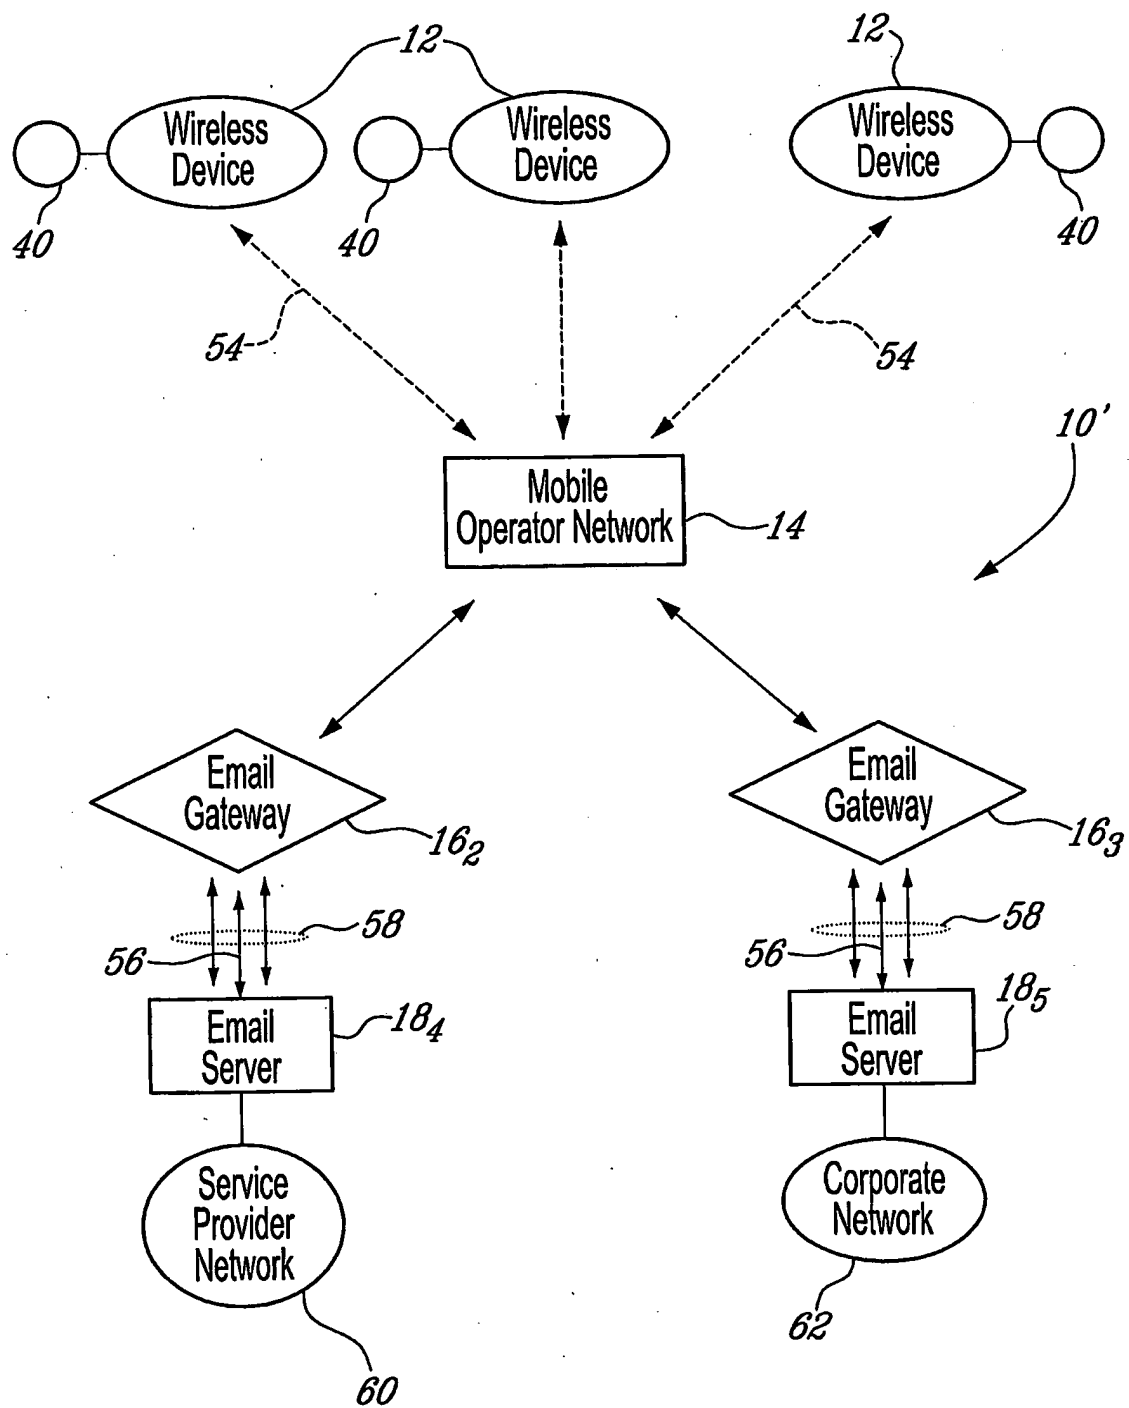 12
12
Wireless
Device
Wireless
Device
Wireless
Device
40
40
40
54
54
10'
Mobile
Operator Network
14
Email
Gateway
16₂
Email
Gateway
16₃
58
56
58
56
Email
Server
18₄
Email
Server
18₅
Service
Provider
Network
60
Corporate
Network
62